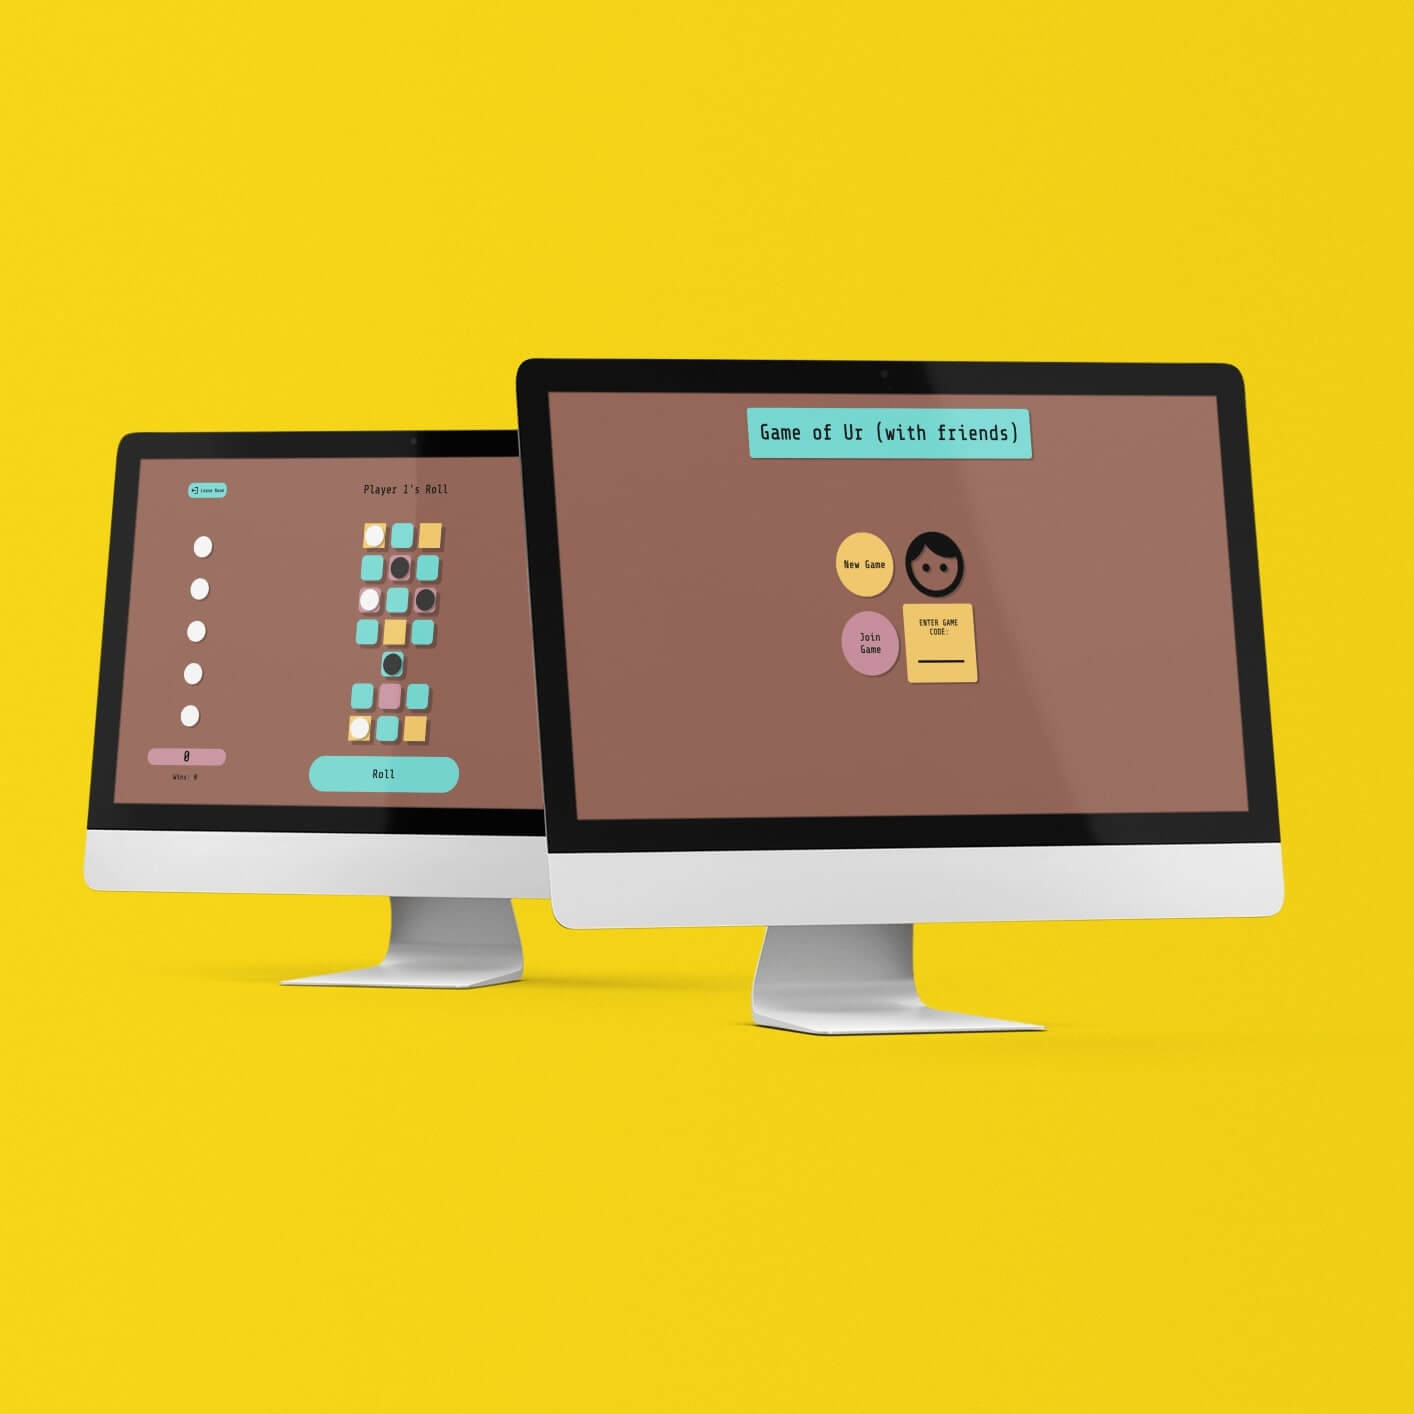 Leave Room
Player 1's Roll
0
Wins: 0
Roll
Game of Ur (with friends)
New Game
Join
Game
ENTER GAME
CODE: